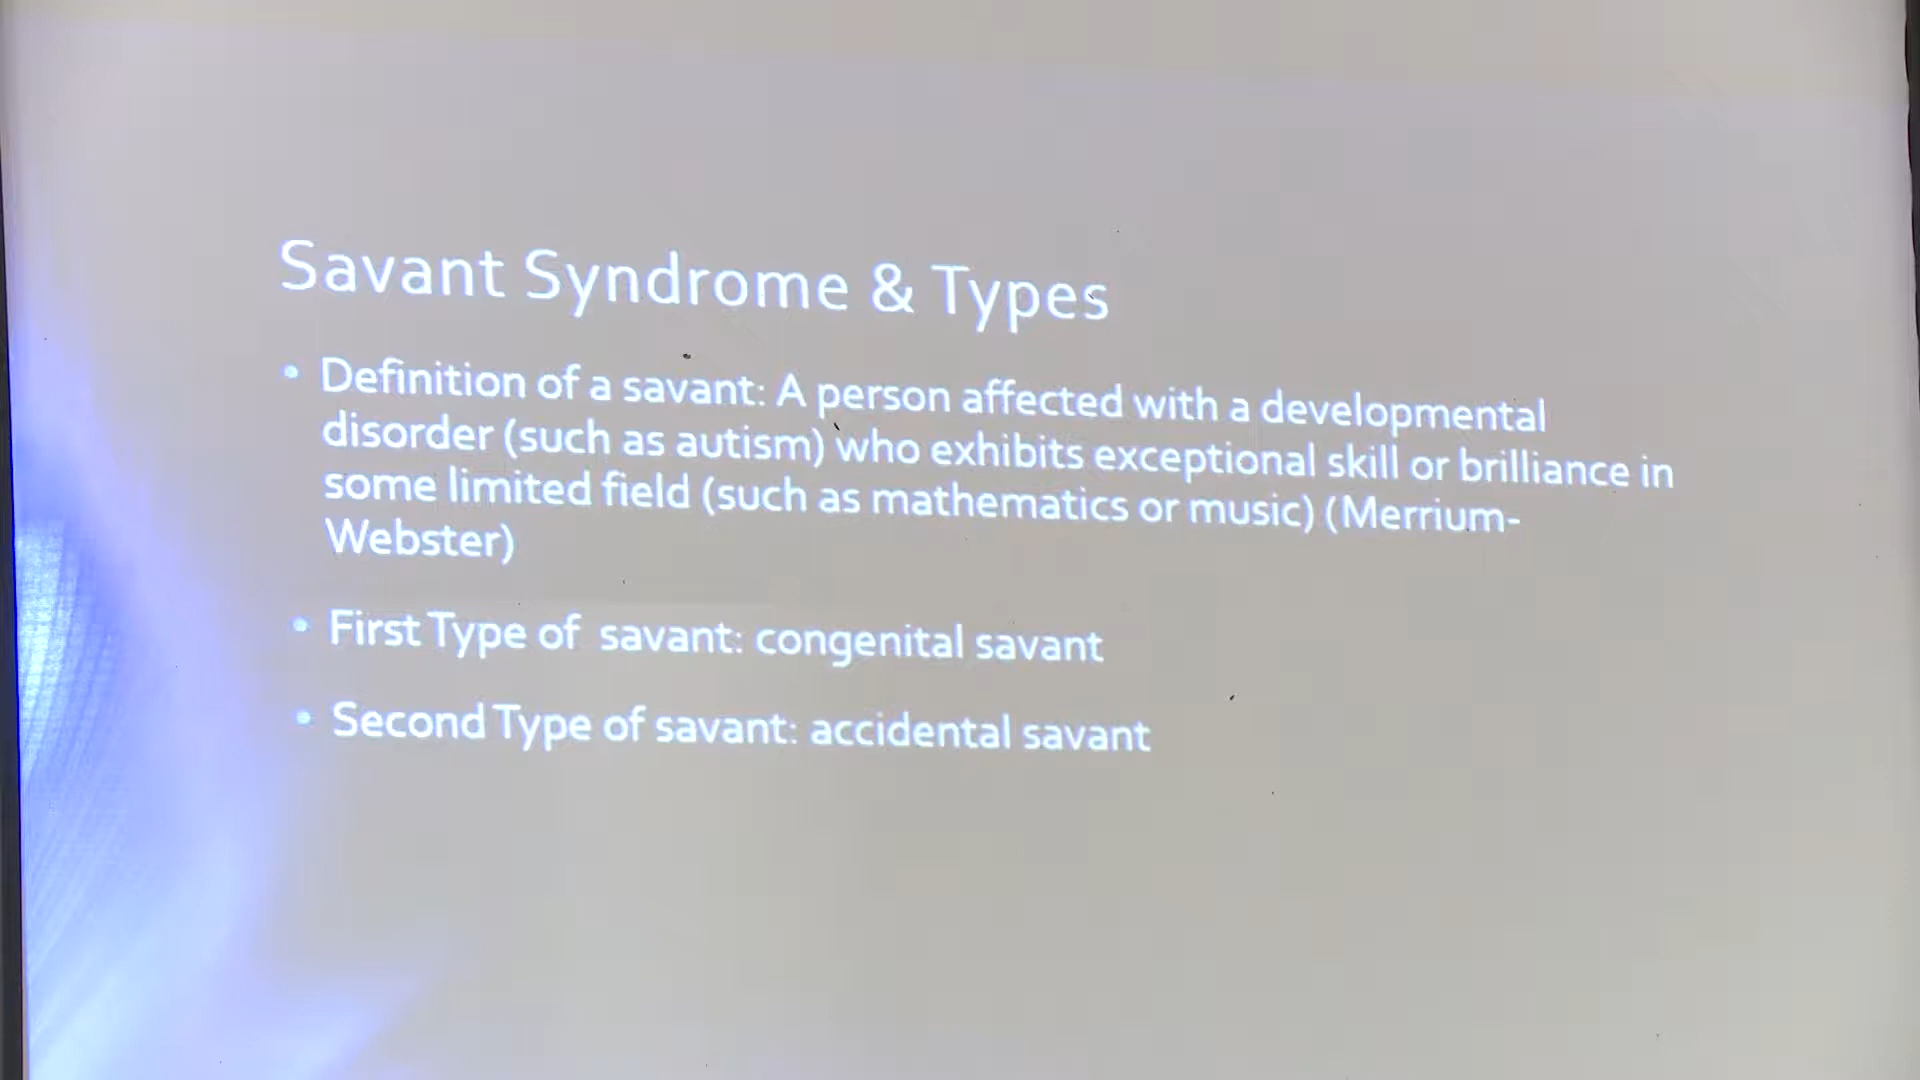 Savant Syndrome & Types
• Definition of a savant: A person affected with a developmental
disorder (such as autism) who exhibits exceptional skill or brilliance in
some limited field (such as mathematics or music) (Merrium-
Webster)
• First Type of savant: congenital savant
• Second Type of savant: accidental savant